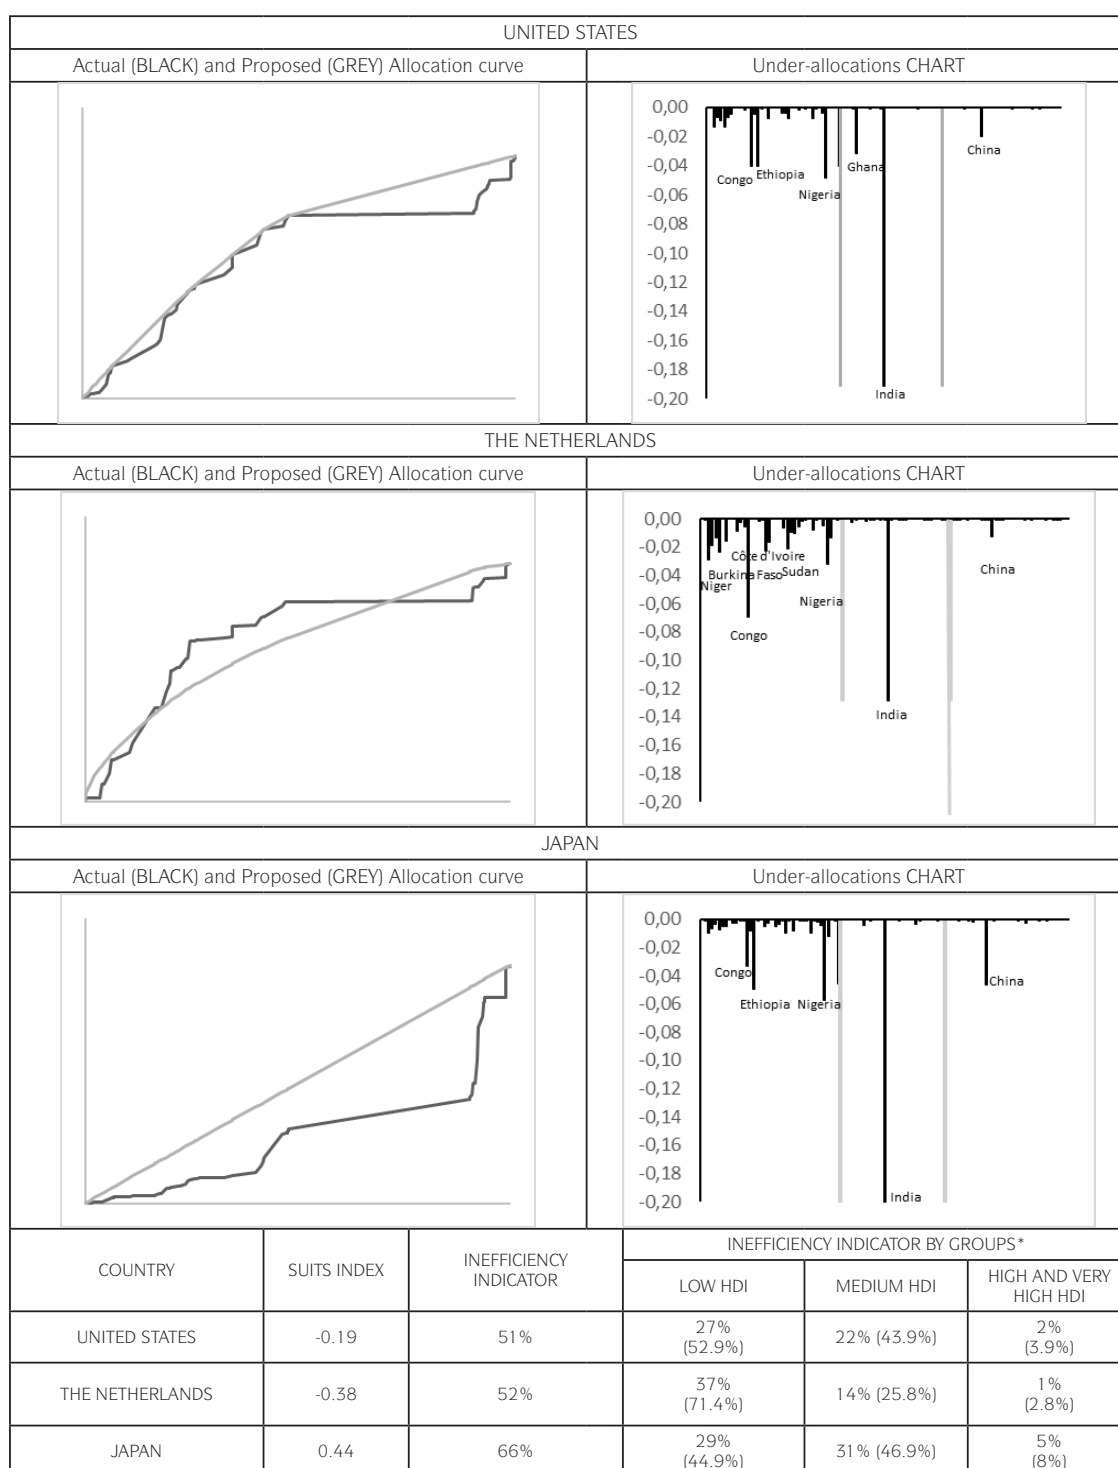 UNITED STATES
Actual (BLACK) and Proposed (GREY) Allocation curve
Under-allocations CHART
0,00
-0,02
-0,04
-0,06
-0,08
-0,10
-0,12
-0,14
-0,16
-0,18
-0,20
Congo
Ethiopia
Nigeria
Ghana
India
China
THE NETHERLANDS
Actual (BLACK) and Proposed (GREY) Allocation curve
Under-allocations CHART
0,00
-0,02
-0,04
-0,06
-0,08
-0,10
-0,12
-0,14
-0,16
-0,18
-0,20
Côte d'Ivoire
Burkina Faso
Sudan
Niger
Nigeria
Congo
India
China
JAPAN
Actual (BLACK) and Proposed (GREY) Allocation curve
Under-allocations CHART
0,00
-0,02
-0,04
-0,06
-0,08
-0,10
-0,12
-0,14
-0,16
-0,18
-0,20
Congo
Ethiopia
Nigeria
India
China
COUNTRY
SUITS INDEX
INEFFICIENCY
INDICATOR
INEFFICIENCY INDICATOR BY GROUPS*
LOW HDI
MEDIUM HDI
HIGH AND VERY
HIGH HDI
UNITED STATES
-0.19
51%
27%
(52.9%)
22% (43.9%)
2%
(3.9%)
THE NETHERLANDS
-0.38
52%
37%
(71.4%)
14% (25.8%)
1%
(2.8%)
JAPAN
0.44
66%
29%
(44.9%)
31% (46.9%)
5%
(8%)